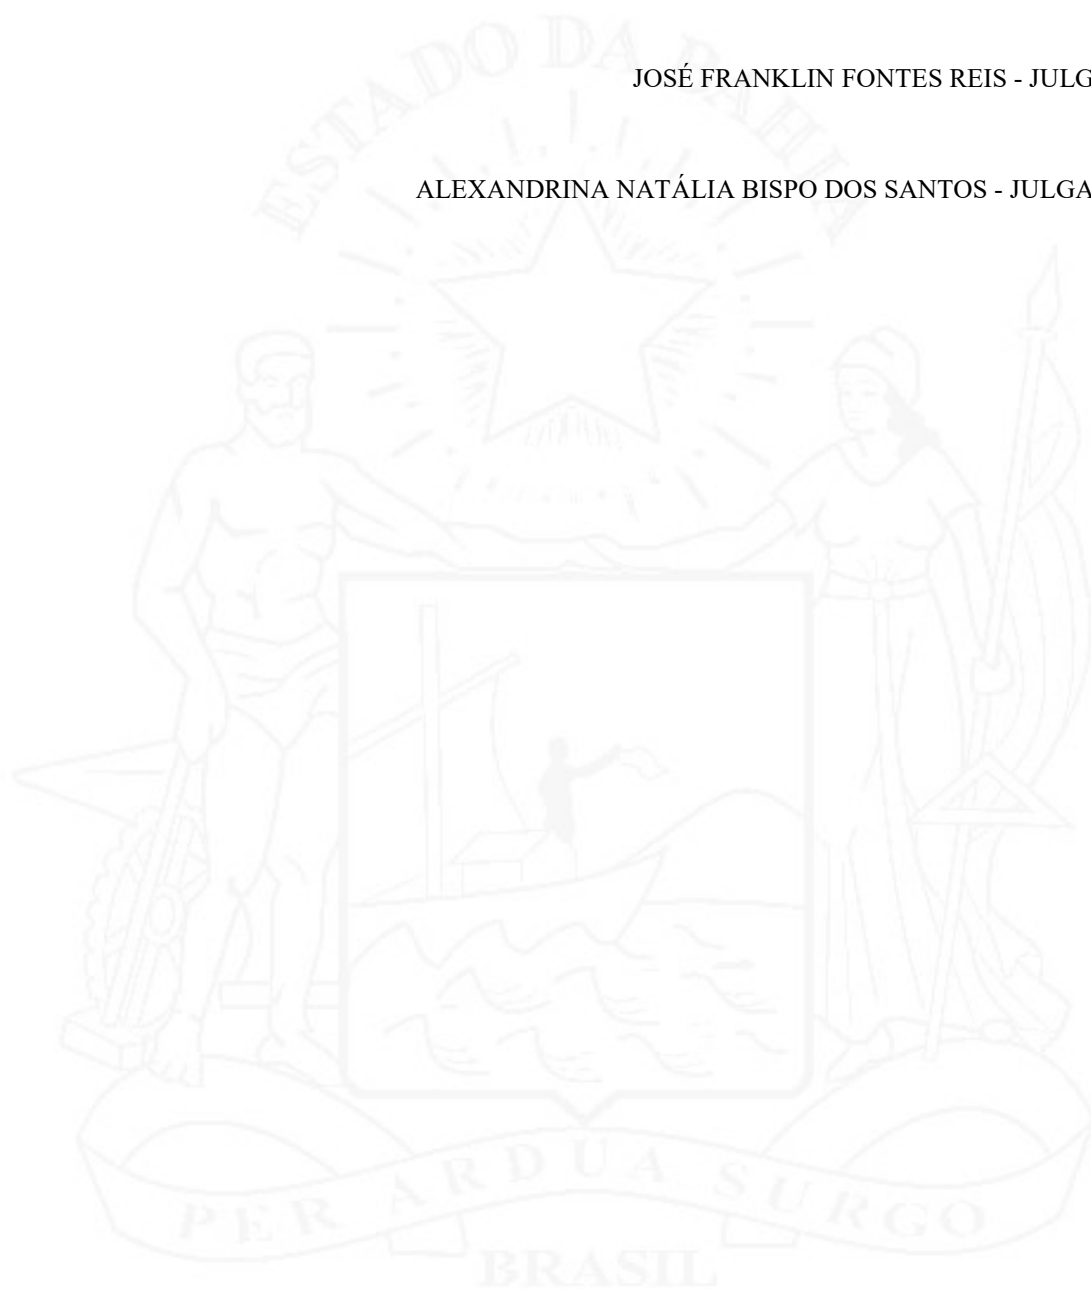 ESTADO DA BAHIA
JOSÉ FRANKLIN FONTES REIS - JULG
ALEXANDRINA NATÁLIA BISPO DOS SANTOS - JULGA
PER ARDUA SURGO
BRASIL